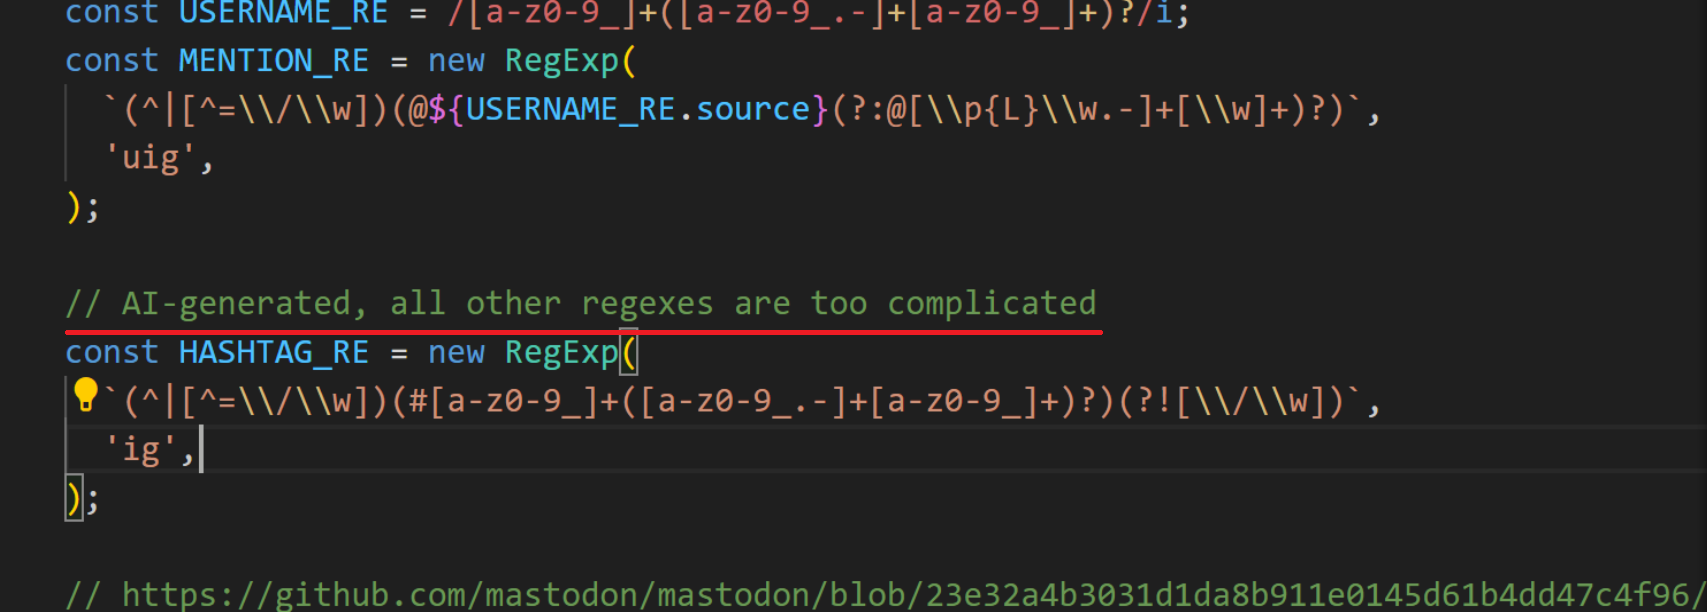 const USERNAME_RE = /[a-z0-9_]+([a-z0-9_.-]+[a-z0-9_]+)?/i;
const MENTION_RE = new RegExp(
`(^|[^=\\/\\w])(@${USERNAME_RE.source}(?:@[\\p{L}\\w.-]+[\\w]+)?)`,
'uig',
);
// AI-generated, all other regexes are too complicated
const HASHTAG_RE = new RegExp(
`(^|[^=\\/\\w])(#[a-z0-9_]+([a-z0-9_.-]+[a-z0-9_]+)?)(?![\\/\\w])`,
'ig',
);
// https://github.com/mastodon/mastodon/blob/23e32a4b3031d1da8b911e0145d61b4dd47c4f96/